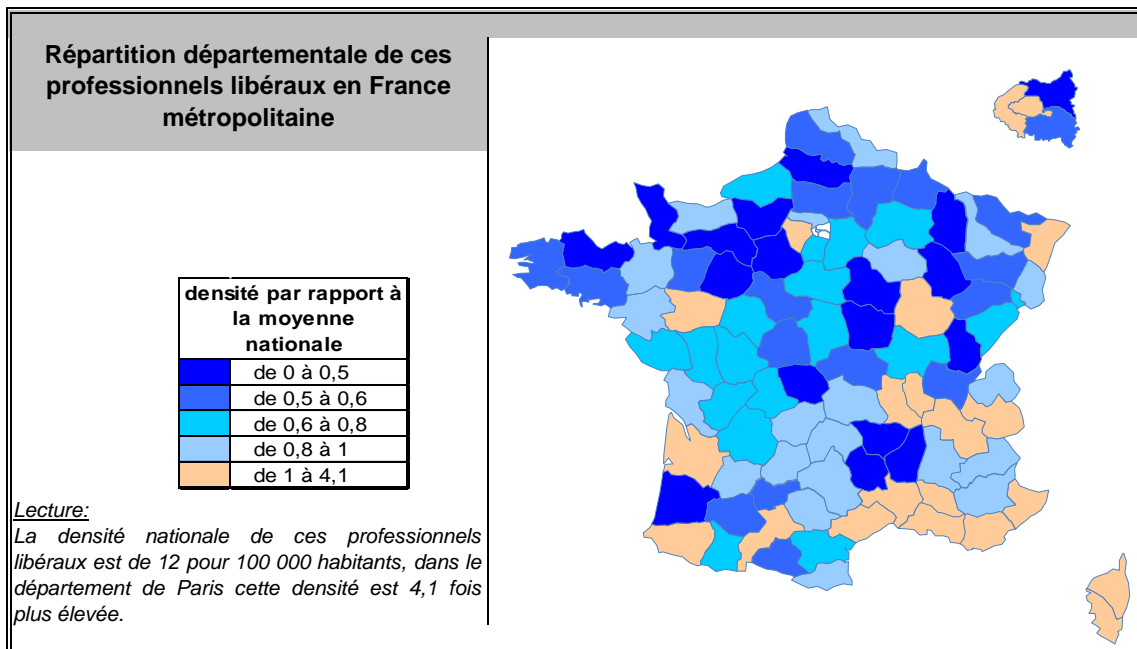 Répartition départementale de ces
professionnels libéraux en France
métropolitaine
densité par rapport à
la moyenne
nationale
de 0 à 0,5
de 0,5 à 0,6
de 0,6 à 0,8
de 0,8 à 1
de 1 à 4,1
Lecture:
La densité nationale de ces professionnels
libéraux est de 12 pour 100 000 habitants, dans le
département de Paris cette densité est 4,1 fois
plus élevée.